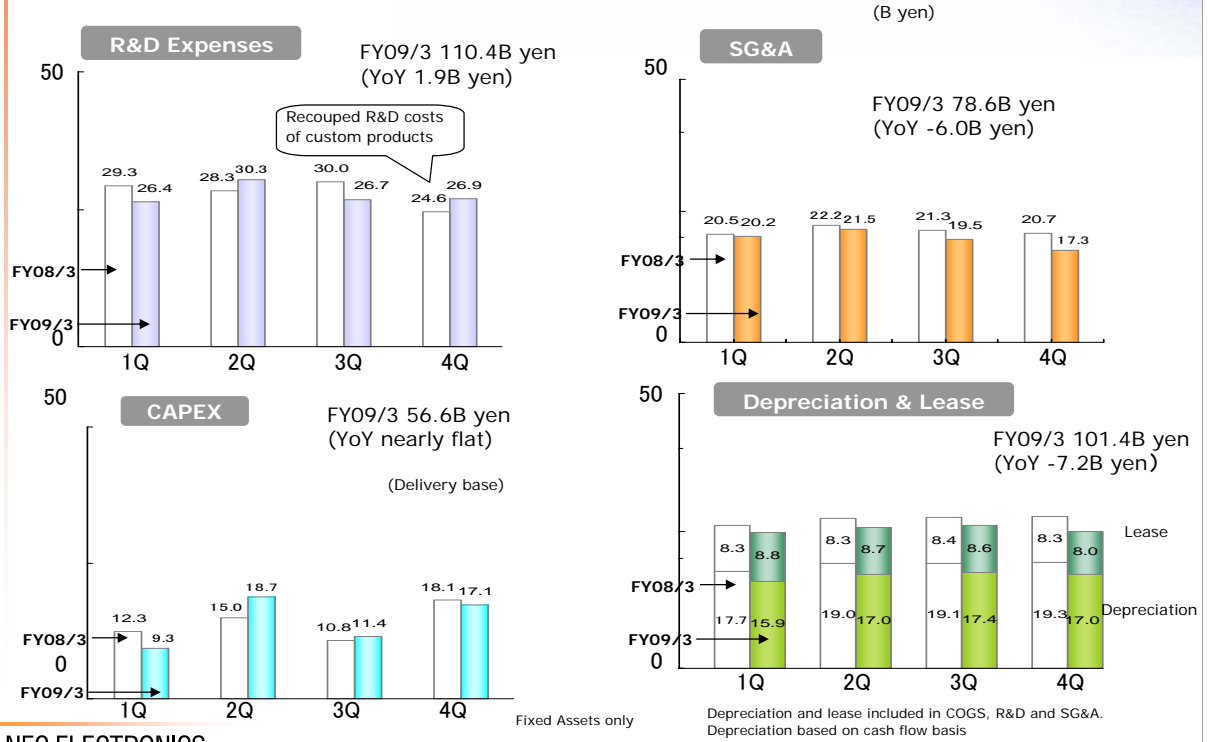 (B yen)
R&D Expenses
FY09/3 110.4B yen
(YoY 1.9B yen)
50
Recouped R&D costs
of custom products
29.3
26.4
28.3
30.3
30.0
26.7
24.6
26.9
FY08/3
FY09/3
0
1Q
2Q
3Q
4Q
SG&A
50
FY09/3 78.6B yen
(YoY -6.0B yen)
20.5
20.2
22.2
21.5
21.3
19.5
20.7
17.3
FY08/3
FY09/3
0
1Q
2Q
3Q
4Q
50
CAPEX
FY09/3 56.6B yen
(YoY nearly flat)
(Delivery base)
12.3
9.3
15.0
18.7
10.8
11.4
18.1
17.1
FY08/3
0
FY09/3
1Q
2Q
3Q
4Q
Fixed Assets only
50
Depreciation & Lease
FY09/3 101.4B yen
(YoY -7.2B yen)
8.3
8.8
8.3
8.7
8.4
8.6
8.3
8.0
Lease
FY08/3
17.7
15.9
19.0
17.0
19.1
17.4
19.3
17.0
Depreciation
FY09/3
0
1Q
2Q
3Q
4Q
Depreciation and lease included in COGS, R&D and SG&A.
Depreciation based on cash flow basis
NEC ELECTRONICS